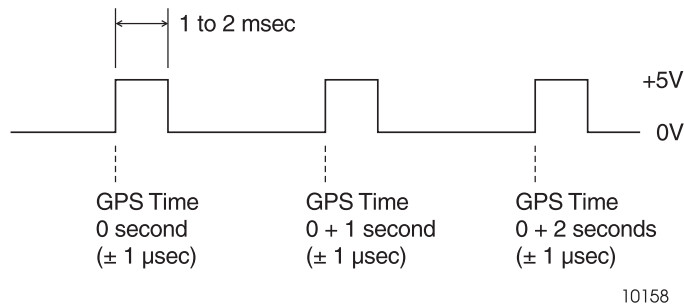 1 to 2 msec
+5V
0V
GPS Time
0 second
(± 1 µsec)
GPS Time
0 + 1 second
(± 1 µsec)
GPS Time
0 + 2 seconds
(± 1 µsec)
10158